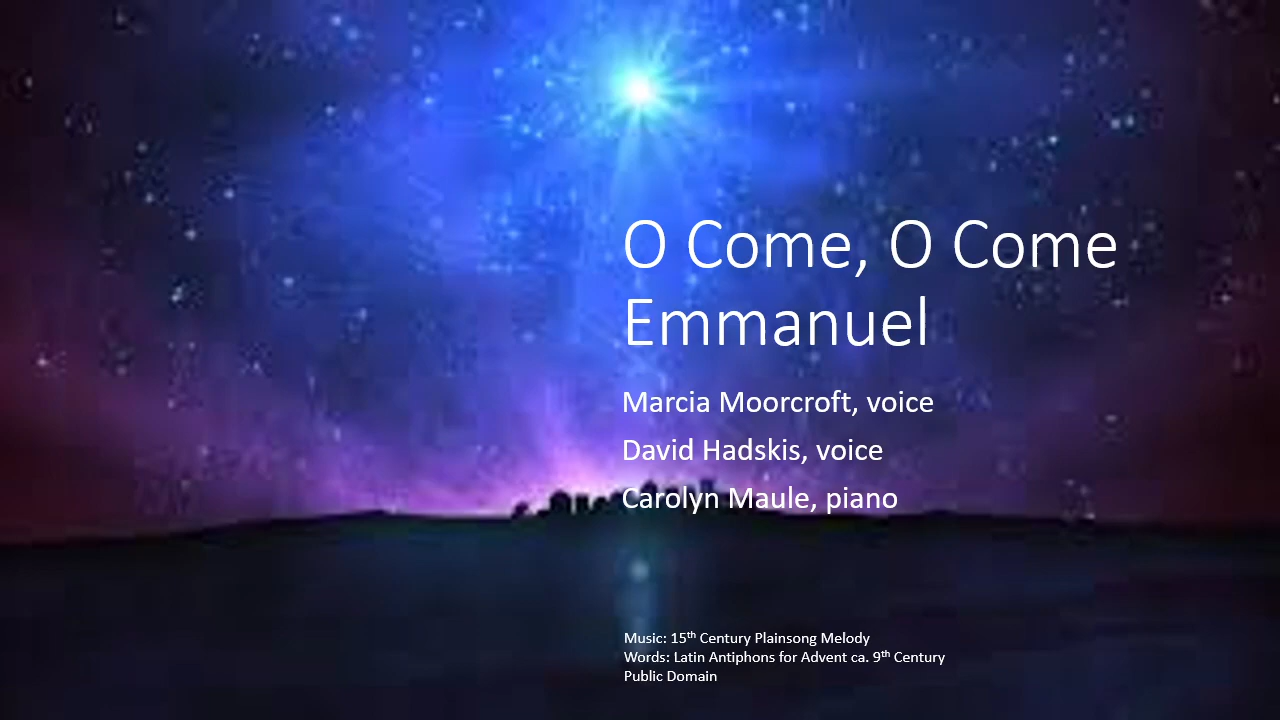 O Come, O Come
Emmanuel
Marcia Moorcroft, voice
David Hadskis, voice
Carolyn Maule, piano
Music: 15th Century Plainsong Melody
Words: Latin Antiphons for Advent ca. 9th Century
Public Domain